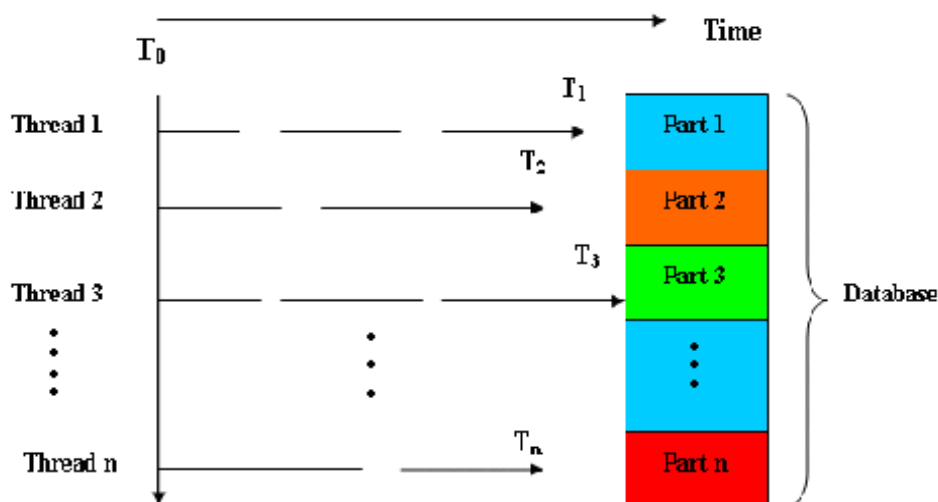 Time
T₀
T₁
Thread 1
Part 1
T₂
Thread 2
Part 2
T₃
Thread 3
Part 3
Database
Tₙ
Thread n
Part n